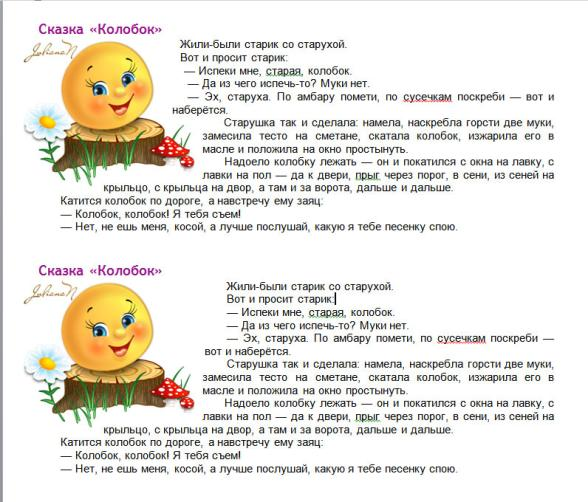 Сказка «Колобок»
JolianaN
Жили-были старик со старухой.
Вот и просит старик:
— Испеки мне, старая, колобок.
— Да из чего испечь-то? Муки нет.
— Эх, старуха. По амбару помети, по сусечкам поскреби — вот и
наберётся.
Старушка так и сделала: намела, наскребла горсти две муки,
замесила тесто на сметане, скатала колобок, изжарила его в
масле и положила на окно простынуть.
Надоело колобку лежать — он и покатился с окна на лавку, с
лавки на пол — да к двери, прыг через порог, в сени, из сеней на
крыльцо, с крыльца на двор, а там и за ворота, дальше и дальше.
Катится колобок по дороге, а навстречу ему заяц:
— Колобок, колобок! Я тебя съем!
— Нет, не ешь меня, косой, а лучше послушай, какую я тебе песенку спою.
Сказка «Колобок»
JolianaN
Жили-были старик со старухой.
Вот и просит старик:
— Испеки мне, старая, колобок.
— Да из чего испечь-то? Муки нет.
— Эх, старуха. По амбару помети, по сусечкам поскреби –
вот и наберётся.
Старушка так и сделала: намела, наскребла горсти две муки,
замесила тесто на сметане, скатала колобок, изжарила его в
масле и положила на окно простынуть.
Надоело колобку лежать — он и покатился с окна на лавку, с
лавки на пол — да к двери, прыг через порог, в сени, из сеней на
крыльцо, с крыльца на двор, а там и за ворота, дальше и дальше.
Катится колобок по дороге, а навстречу ему заяц:
— Колобок, колобок! Я тебя съем!
— Нет, не ешь меня, косой, а лучше послушай, какую я тебе песенку спою.